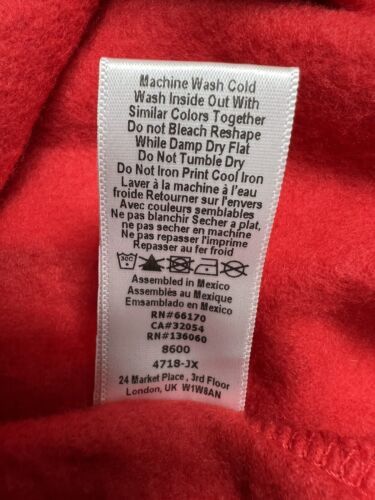 Machine Wash Cold
Wash Inside Out With
Similar Colors Together
Do not Bleach Reshape
While Damp Dry Flat
Do Not Tumble Dry
Do Not Iron Print Cool Iron
Laver à la machine à l'eau
froide Retourner sur l'envers
Avec couleurs semblables
Ne pas blanchir Secher a plat,
ne pas secher en machine
Ne pas repasser l'imprime
Repasser au fer froid
30C
Assembled in Mexico
Assemblés au Mexique
Ensamblado en Mexico
RN#66170
CA#32054
RN#136060
8600
4718-JX
24 Market Place , 3rd Floor
London, UK W1W8AN